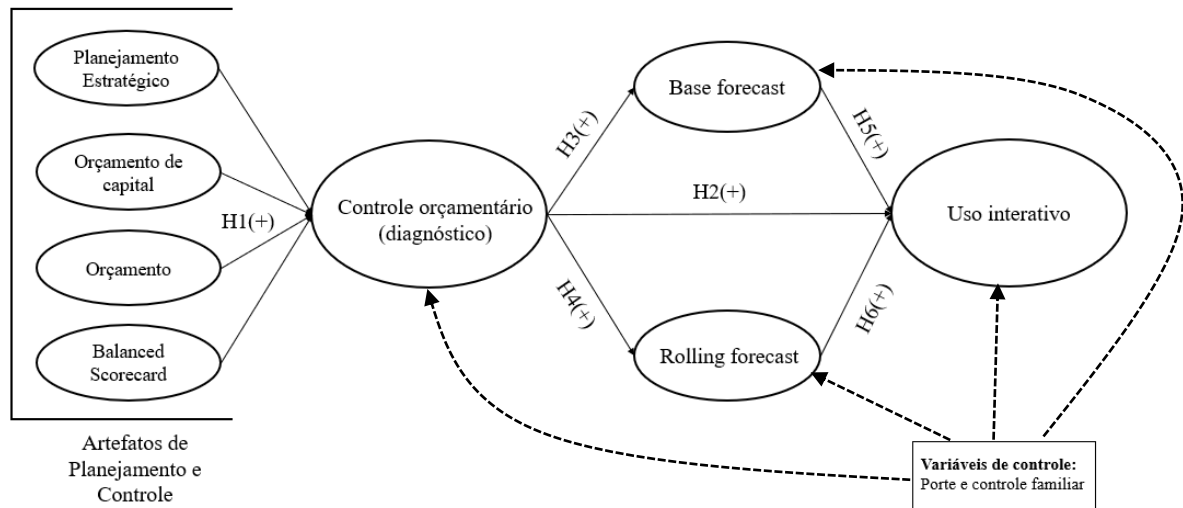 Planejamento
Estratégico
Orçamento de
capital
H1(+)
Orçamento
Balanced
Scorecard
Artefatos de
Planejamento e
Controle
Controle orçamentário
(diagnóstico)
H3(+)
H2(+)
H4(+)
Base forecast
Rolling forecast
H5(+)
H6(+)
Uso interativo
Variáveis de controle:
Porte e controle familiar